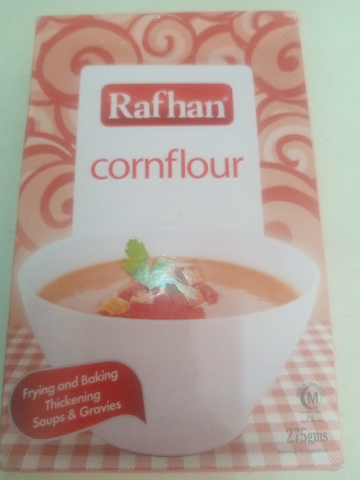 Rafhan
cornflour
Frying and Baking
Thickening
Soups & Gravies
M
275gms